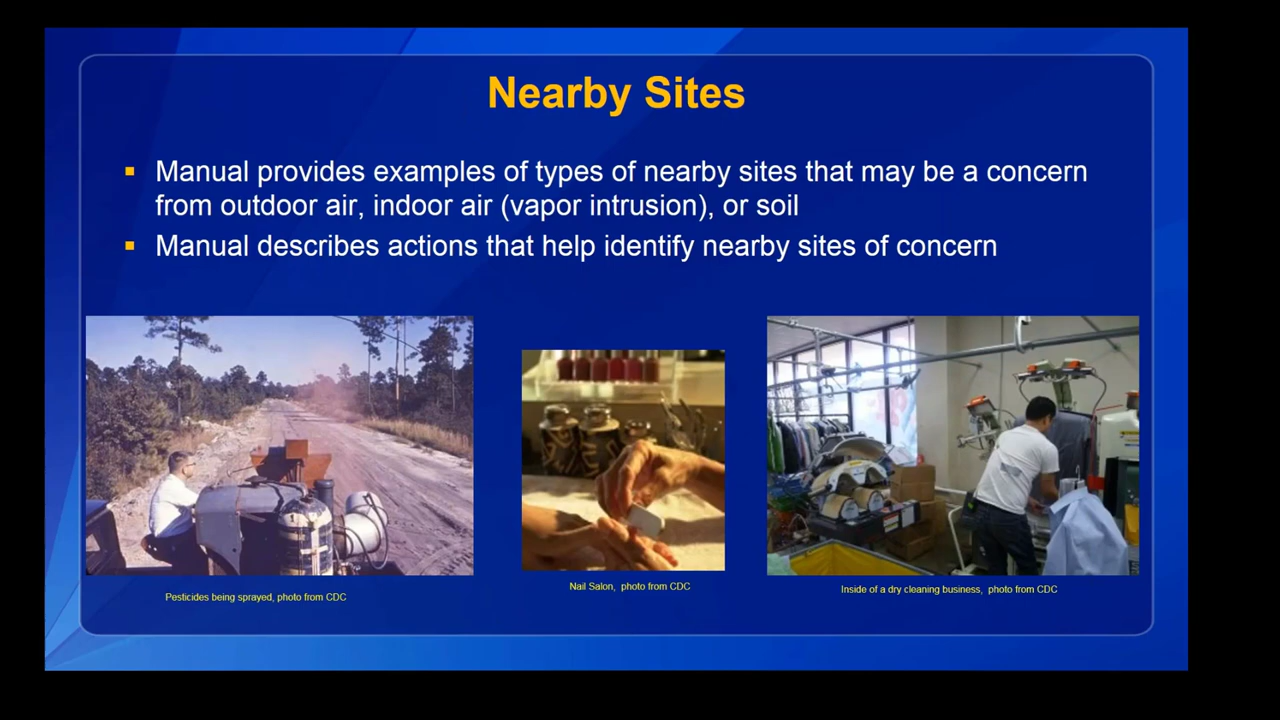 Nearby Sites
Manual provides examples of types of nearby sites that may be a concern
from outdoor air, indoor air (vapor intrusion), or soil
Manual describes actions that help identify nearby sites of concern
Pesticides being sprayed, photo from CDC
Nail Salon, photo from CDC
Inside of a dry cleaning business, photo from CDC